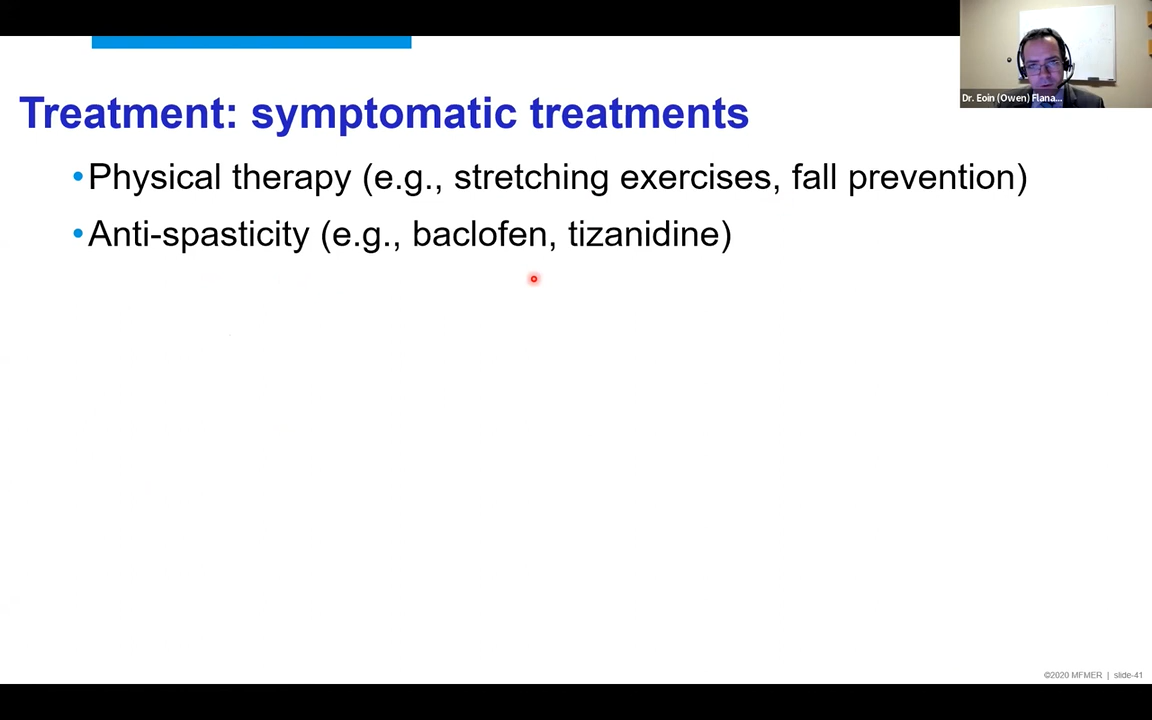 Dr. Eoin (Owen) Flana...
Treatment: symptomatic treatments
•Physical therapy (e.g., stretching exercises, fall prevention)
•Anti-spasticity (e.g., baclofen, tizanidine)
©2020 MFMER | slide-41